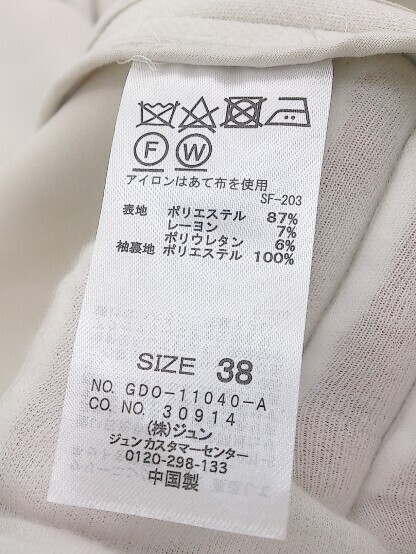 F W
アイロンはあて布を使用
SF-203
表地 ポリエステル 87%
レーヨン 7%
ポリウレタン 6%
袖裏地 ポリエステル 100%
SIZE 38
NO. GDO-11040-A
CO. NO. 30914
(株)ジュン
ジュンカスタマーセンター
0120-298-133
中国製